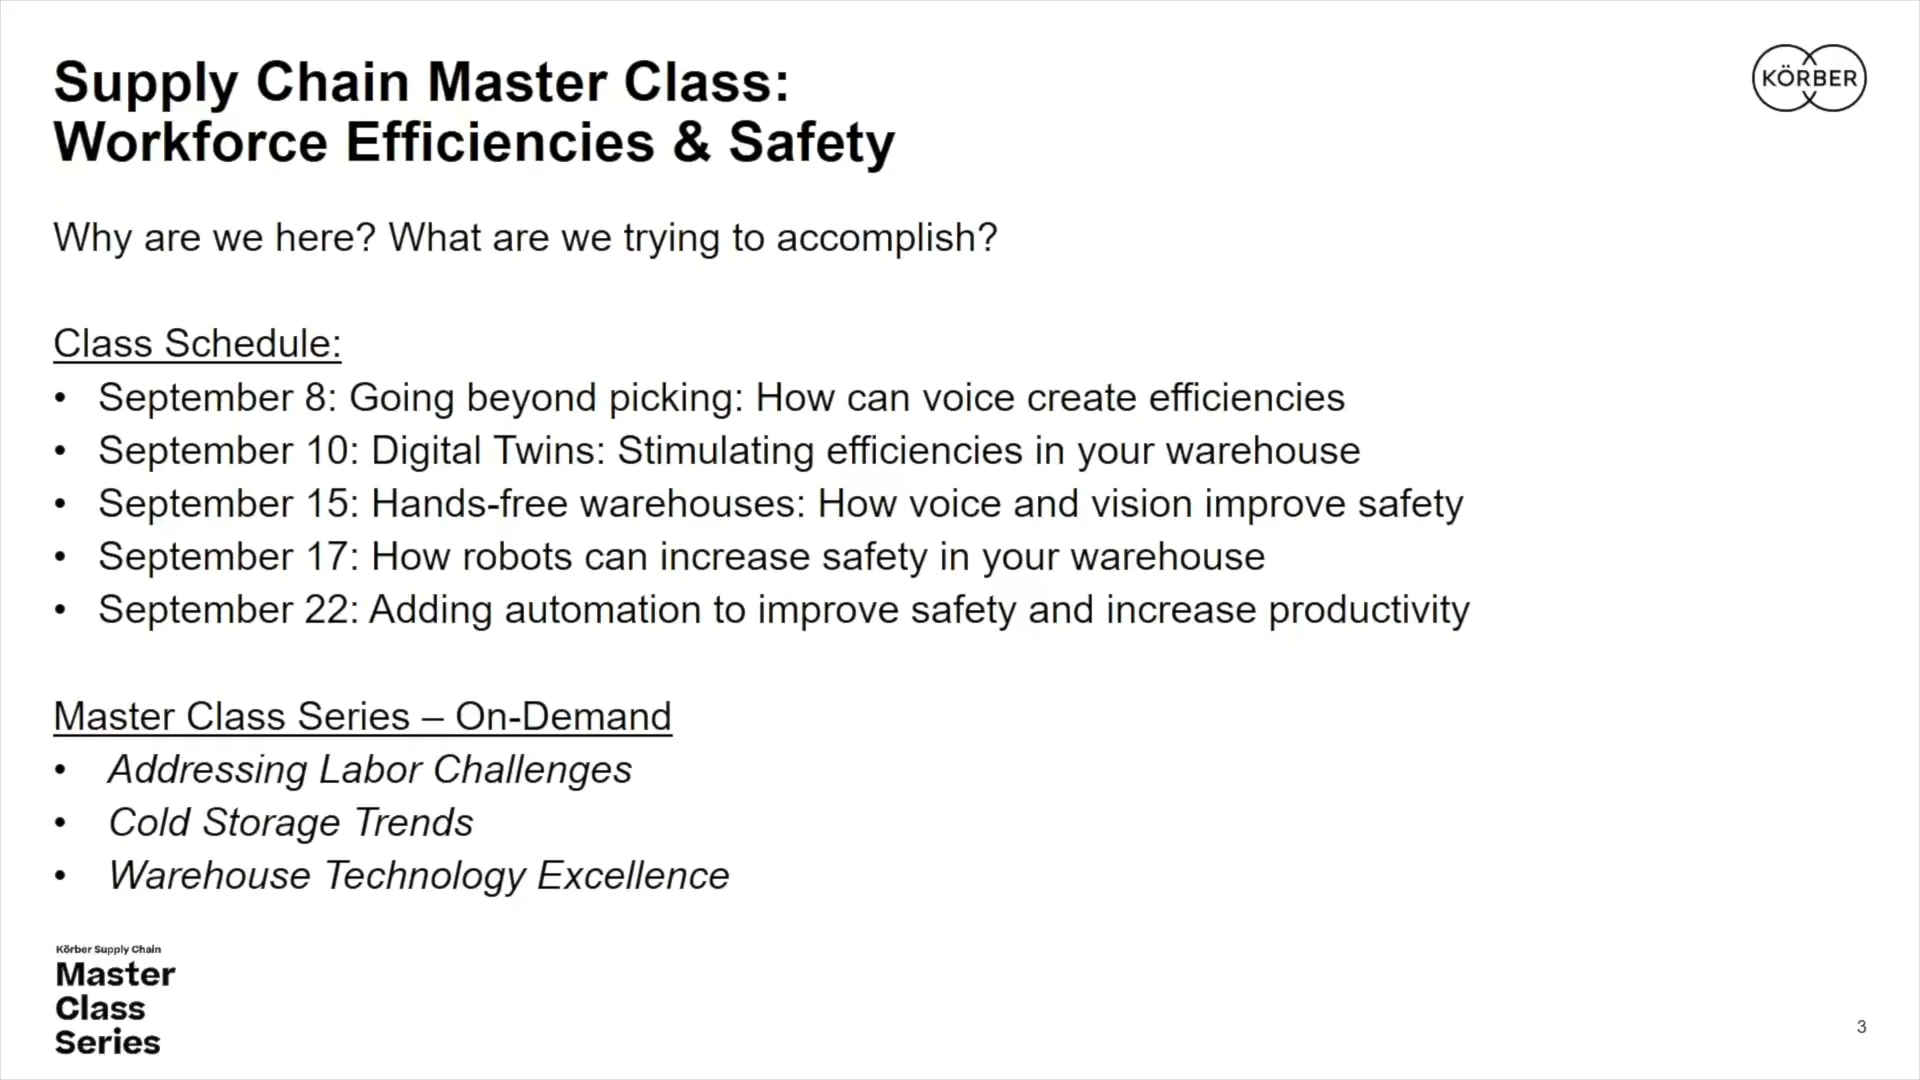 Supply Chain Master Class:
Workforce Efficiencies & Safety
KÖRBER
Why are we here? What are we trying to accomplish?
Class Schedule:
• September 8: Going beyond picking: How can voice create efficiencies
• September 10: Digital Twins: Stimulating efficiencies in your warehouse
• September 15: Hands-free warehouses: How voice and vision improve safety
• September 17: How robots can increase safety in your warehouse
• September 22: Adding automation to improve safety and increase productivity
Master Class Series – On-Demand
• Addressing Labor Challenges
• Cold Storage Trends
• Warehouse Technology Excellence
Körber Supply Chain
Master
Class
Series
3